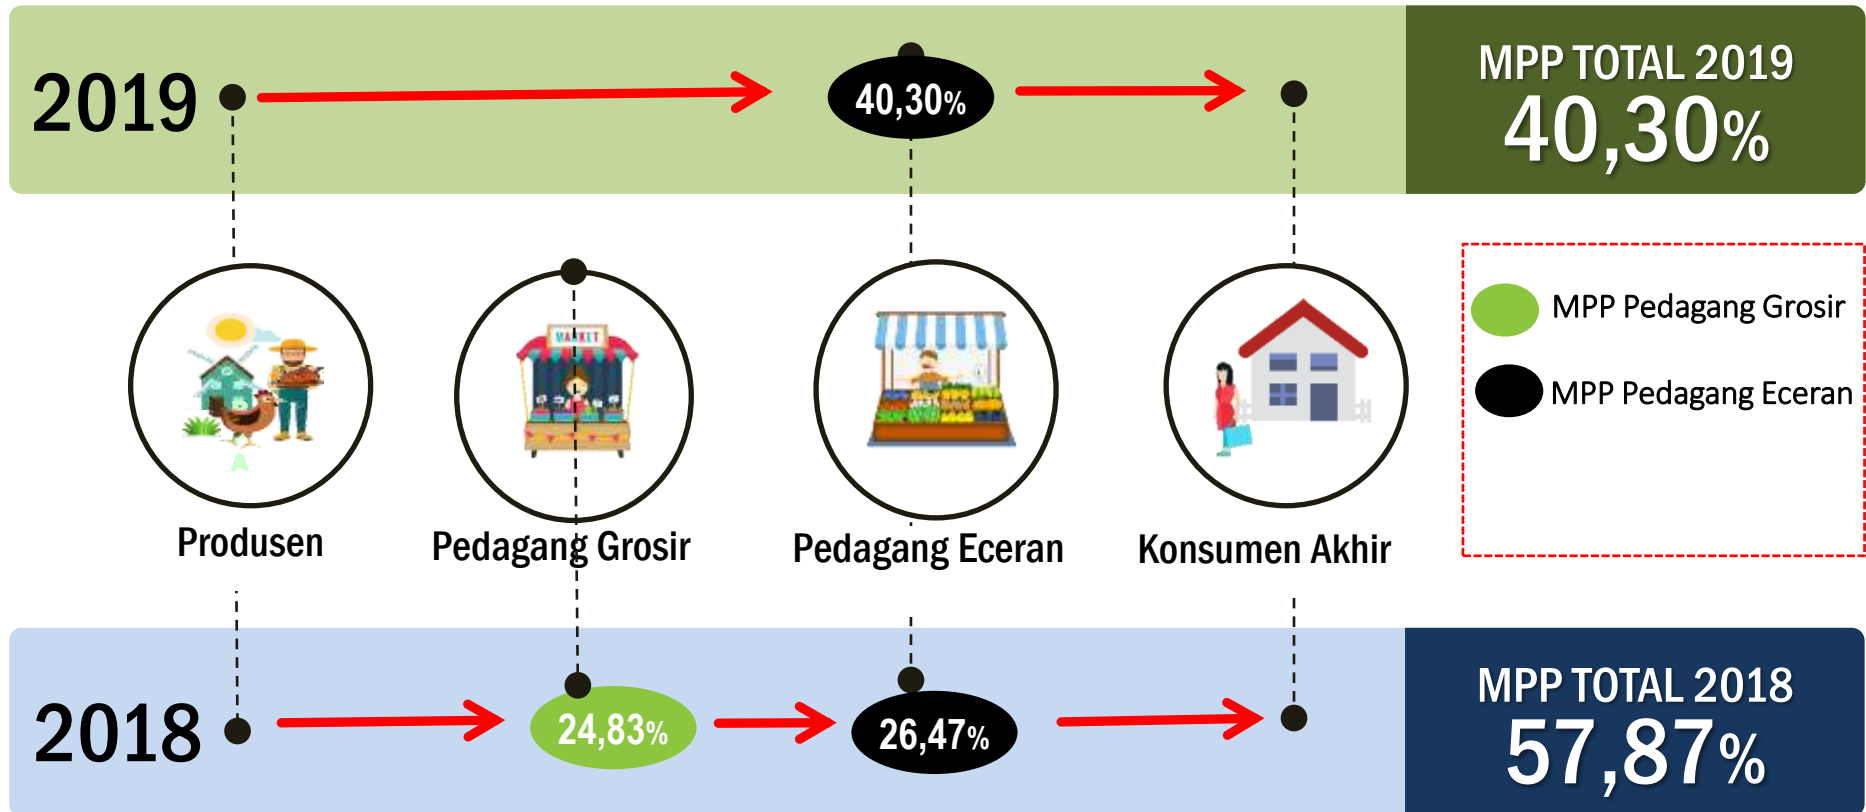 2019
40,30%
MPP TOTAL 2019
40,30%
MPP Pedagang Grosir
MPP Pedagang Eceran
MARKET
A
Produsen
Pedagang Grosir
Pedagang Eceran
Konsumen Akhir
2018
24,83%
26,47%
MPP TOTAL 2018
57,87%